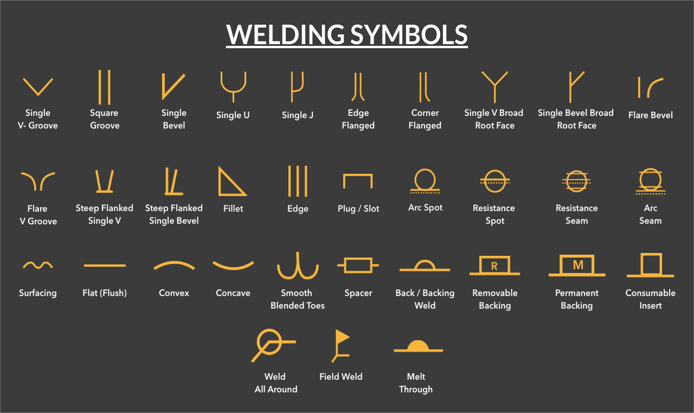 WELDING SYMBOLS
Single
V- Groove
Square
Groove
Single
Bevel
Single U
Single J
Edge
Flanged
Corner
Flanged
Single V Broad
Root Face
Single Bevel Broad
Root Face
Flare Bevel
Flare
V Groove
Steep Flanked
Single V
Steep Flanked
Single Bevel
Fillet
Edge
Plug / Slot
Arc Spot
Resistance
Spot
Resistance
Seam
Arc
Seam
Surfacing
Flat (Flush)
Convex
Concave
Smooth
Blended Toes
Spacer
Back / Backing
Weld
R
Removable
Backing
M
Permanent
Backing
Consumable
Insert
Weld
All Around
Field Weld
Melt
Through